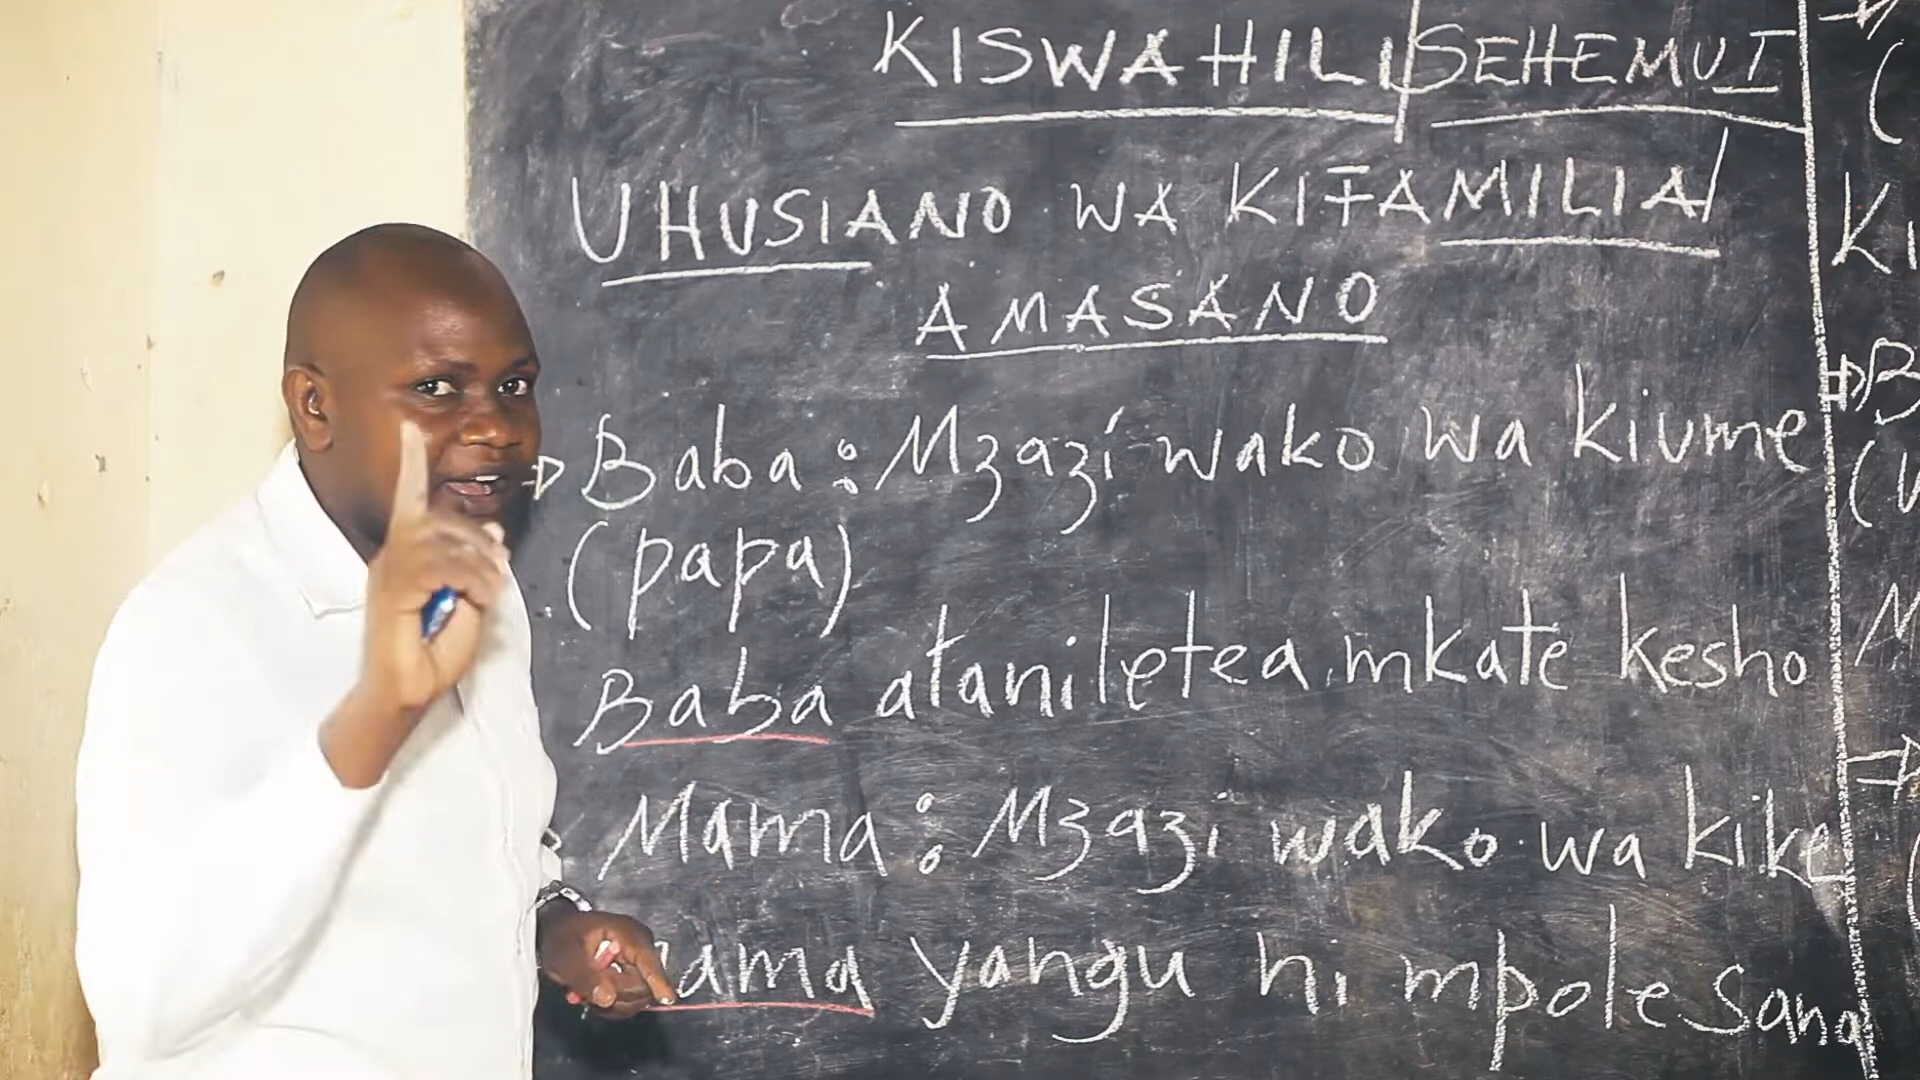 KISWAHILI SEHEMU I
UHUSIANO WA KIFAMILIA/
AMASANO
Baba: Mzazi wako wa kiume
(papa)
Baba ataniletea mkate kesho
Mama: Mzazi wako wa kike
yangu ni mpole sana